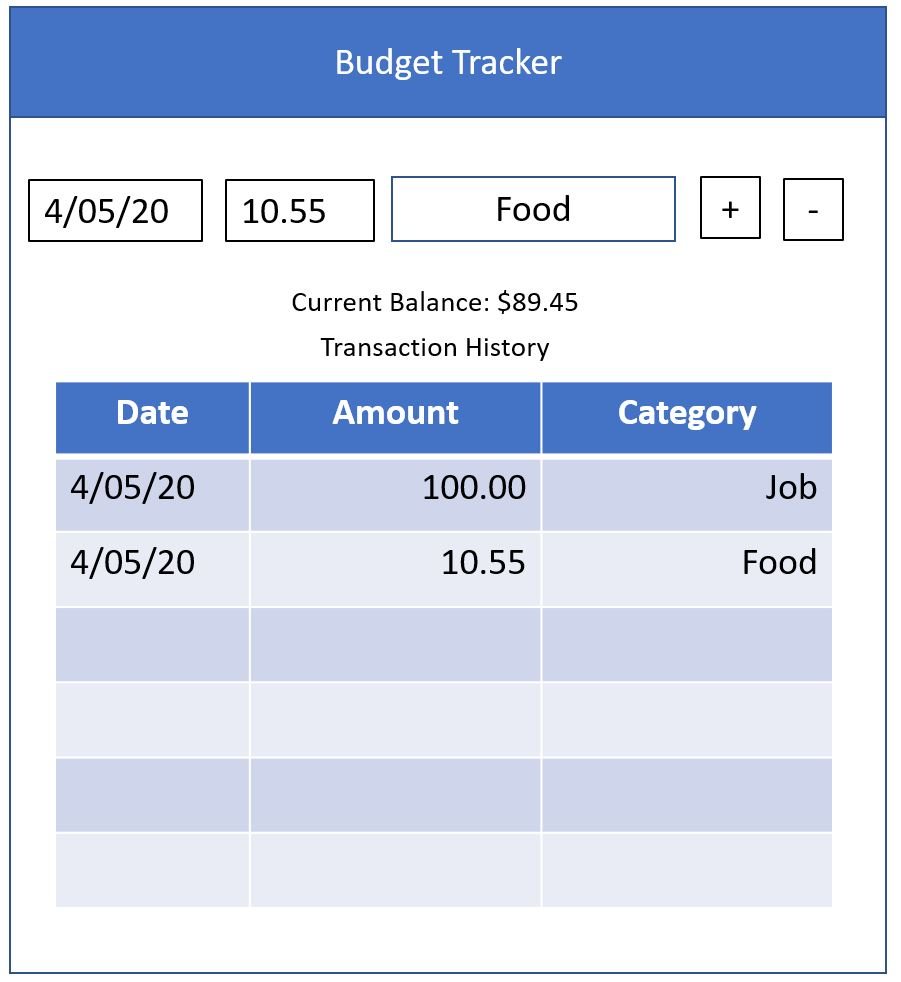 Budget Tracker
4/05/20 10.55 Food + -
Current Balance: $89.45
Transaction History
Date Amount Category
4/05/20 100.00 Job
4/05/20 10.55 Food